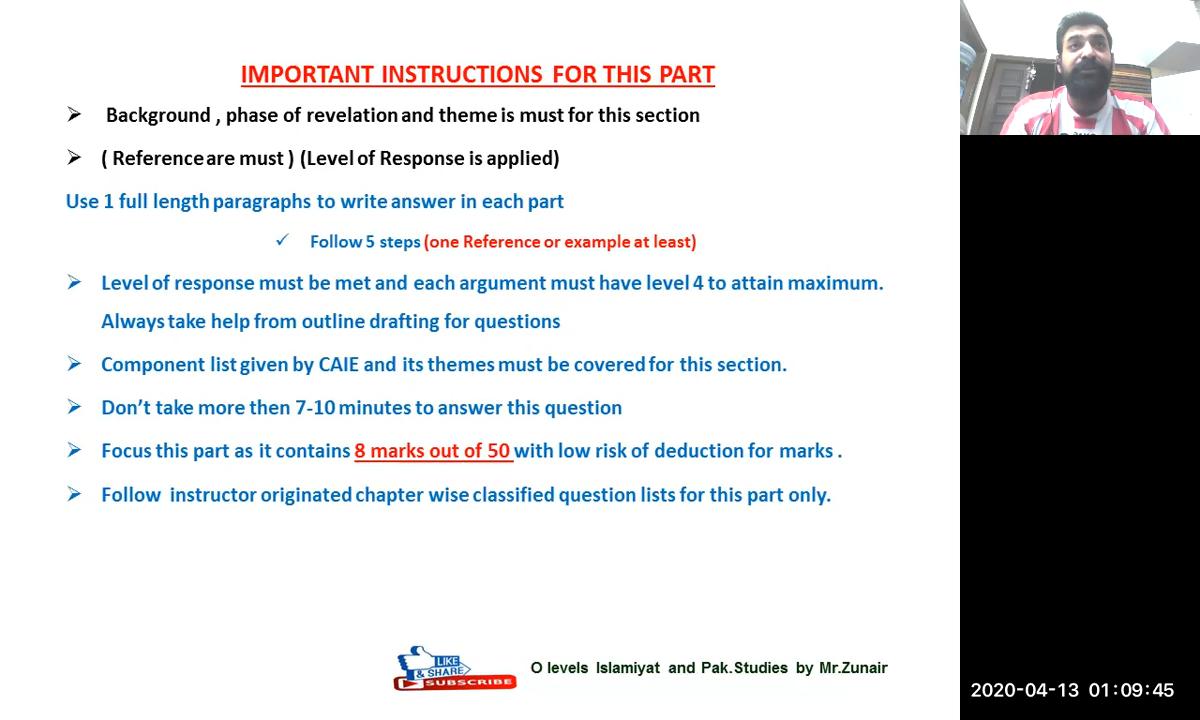 IMPORTANT INSTRUCTIONS FOR THIS PART
Background , phase of revelation and theme is must for this section
( Reference are must ) (Level of Response is applied)
Use 1 full length paragraphs to write answer in each part
Follow 5 steps (one Reference or example at least)
Level of response must be met and each argument must have level 4 to attain maximum.
Always take help from outline drafting for questions
Component list given by CAIE and its themes must be covered for this section.
Don't take more then 7-10 minutes to answer this question
Focus this part as it contains 8 marks out of 50 with low risk of deduction for marks .
Follow instructor originated chapter wise classified question lists for this part only.
LIKE
& SHARE
SUBSCRIBE
O levels Islamiyat and Pak.Studies by Mr.Zunair
2020-04-13 01:09:45